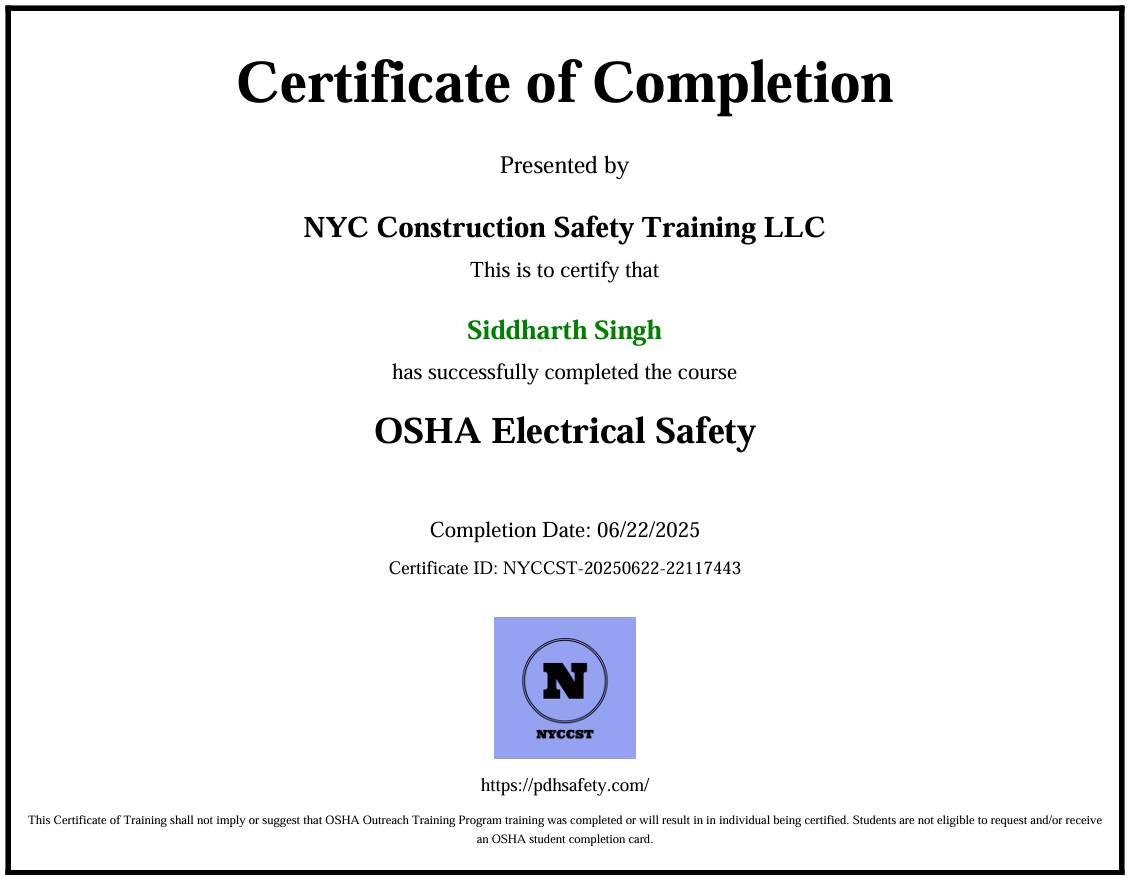 Certificate of Completion
Presented by
NYC Construction Safety Training LLC
This is to certify that
Siddharth Singh
has successfully completed the course
OSHA Electrical Safety
Completion Date: 06/22/2025
Certificate ID: NYCCST-20250622-22117443
N
NYCCST
https://pdhsafety.com/
This Certificate of Training shall not imply or suggest that OSHA Outreach Training Program training was completed or will result in in individual being certified. Students are not eligible to request and/or receive
an OSHA student completion card.